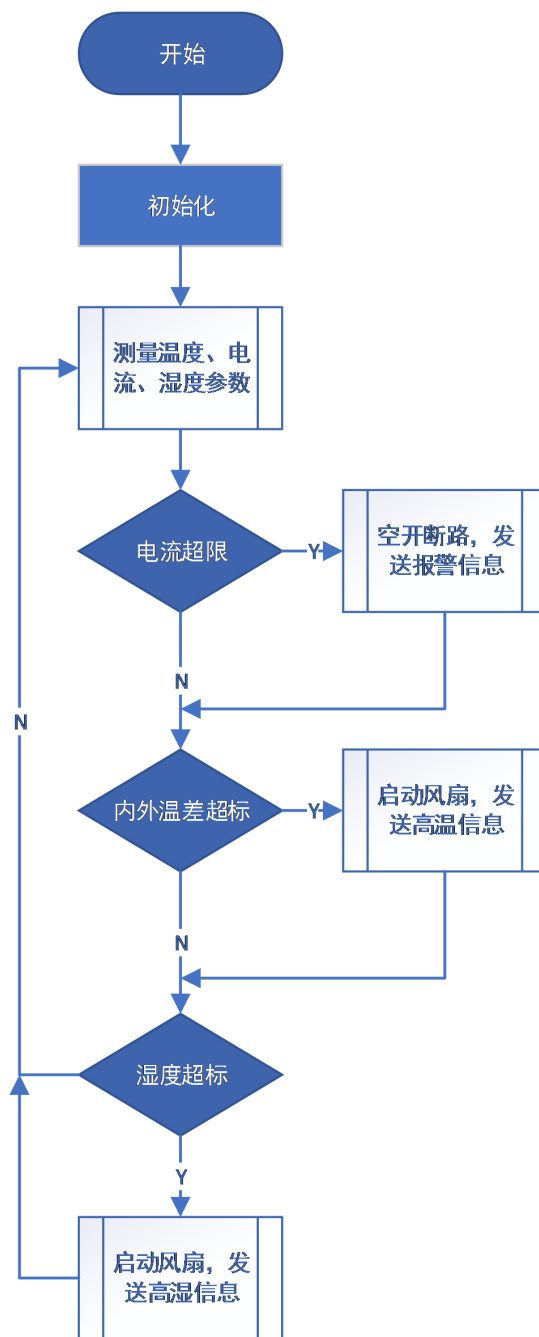 开始
初始化
测量温度、电
流、湿度参数
电流超限
Y
空开断路，发
送报警信息
N
内外温差超标
Y
启动风扇，发
送高温信息
N
湿度超标
N
Y
启动风扇，发
送高湿信息